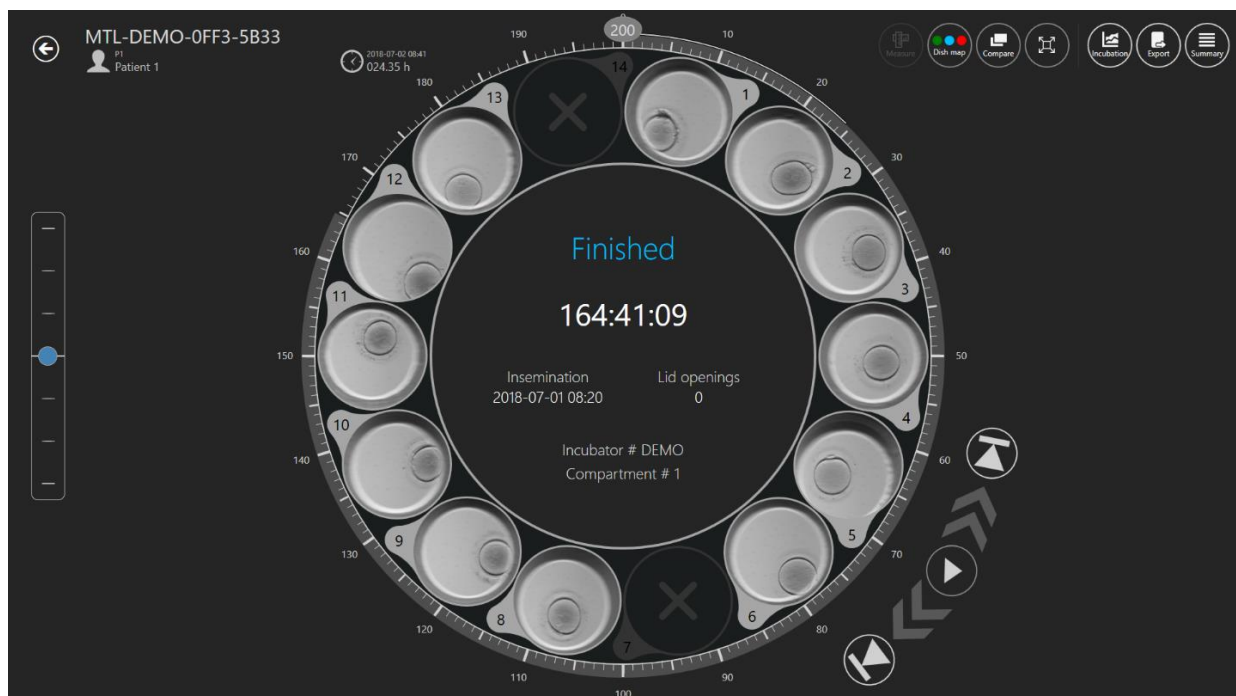 MTL-DEMO-0FF3-5B33
P1
Patient 1
2018-07-02 08:41
024.35 h
Measure
Dish map
Compare
Incubation
Export
Summary
200
10
20
30
40
50
60
70
80
90
100
110
120
130
140
150
160
170
180
190
1
2
3
4
5
6
7
8
9
10
11
12
13
14
Finished
164:41:09
Insemination
2018-07-01 08:20
Lid openings
0
Incubator # DEMO
Compartment # 1